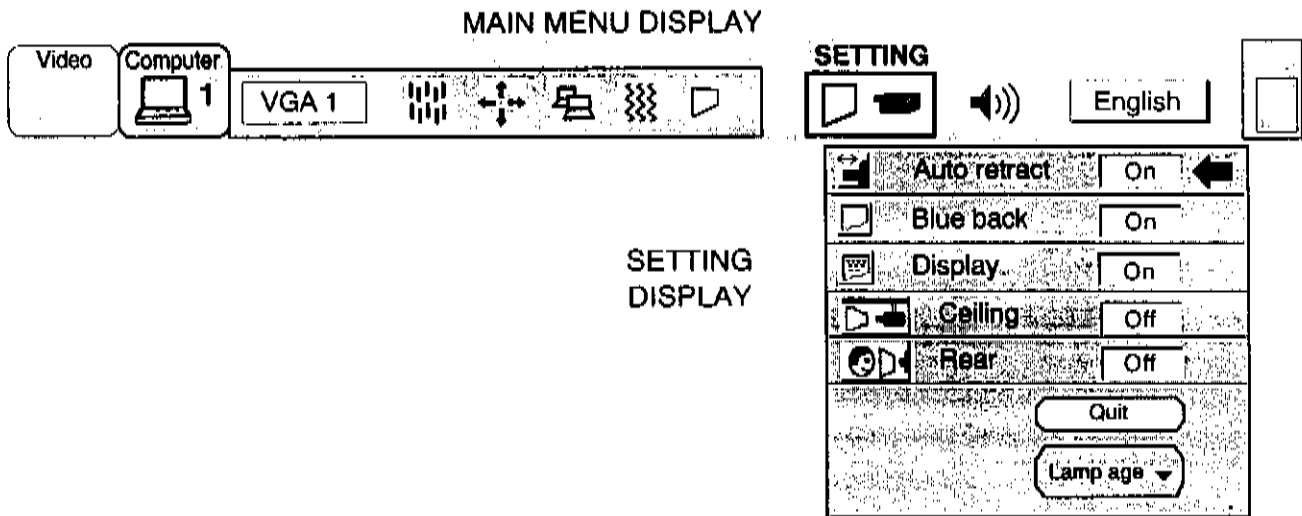 MAIN MENU DISPLAY
Video
Computer
1
VGA 1
SETTING
English
Auto retract On
Blue back On
Display On
Ceiling Off
Rear Off
Quit
Lamp age
SETTING
DISPLAY